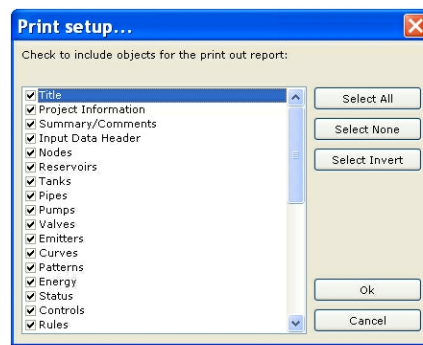 Print setup...
Check to include objects for the print out report:
Title
Project Information
Summary/Comments
Input Data Header
Nodes
Reservoirs
Tanks
Pipes
Pumps
Valves
Emitters
Curves
Patterns
Energy
Status
Controls
Rules
Select All
Select None
Select Invert
Ok
Cancel